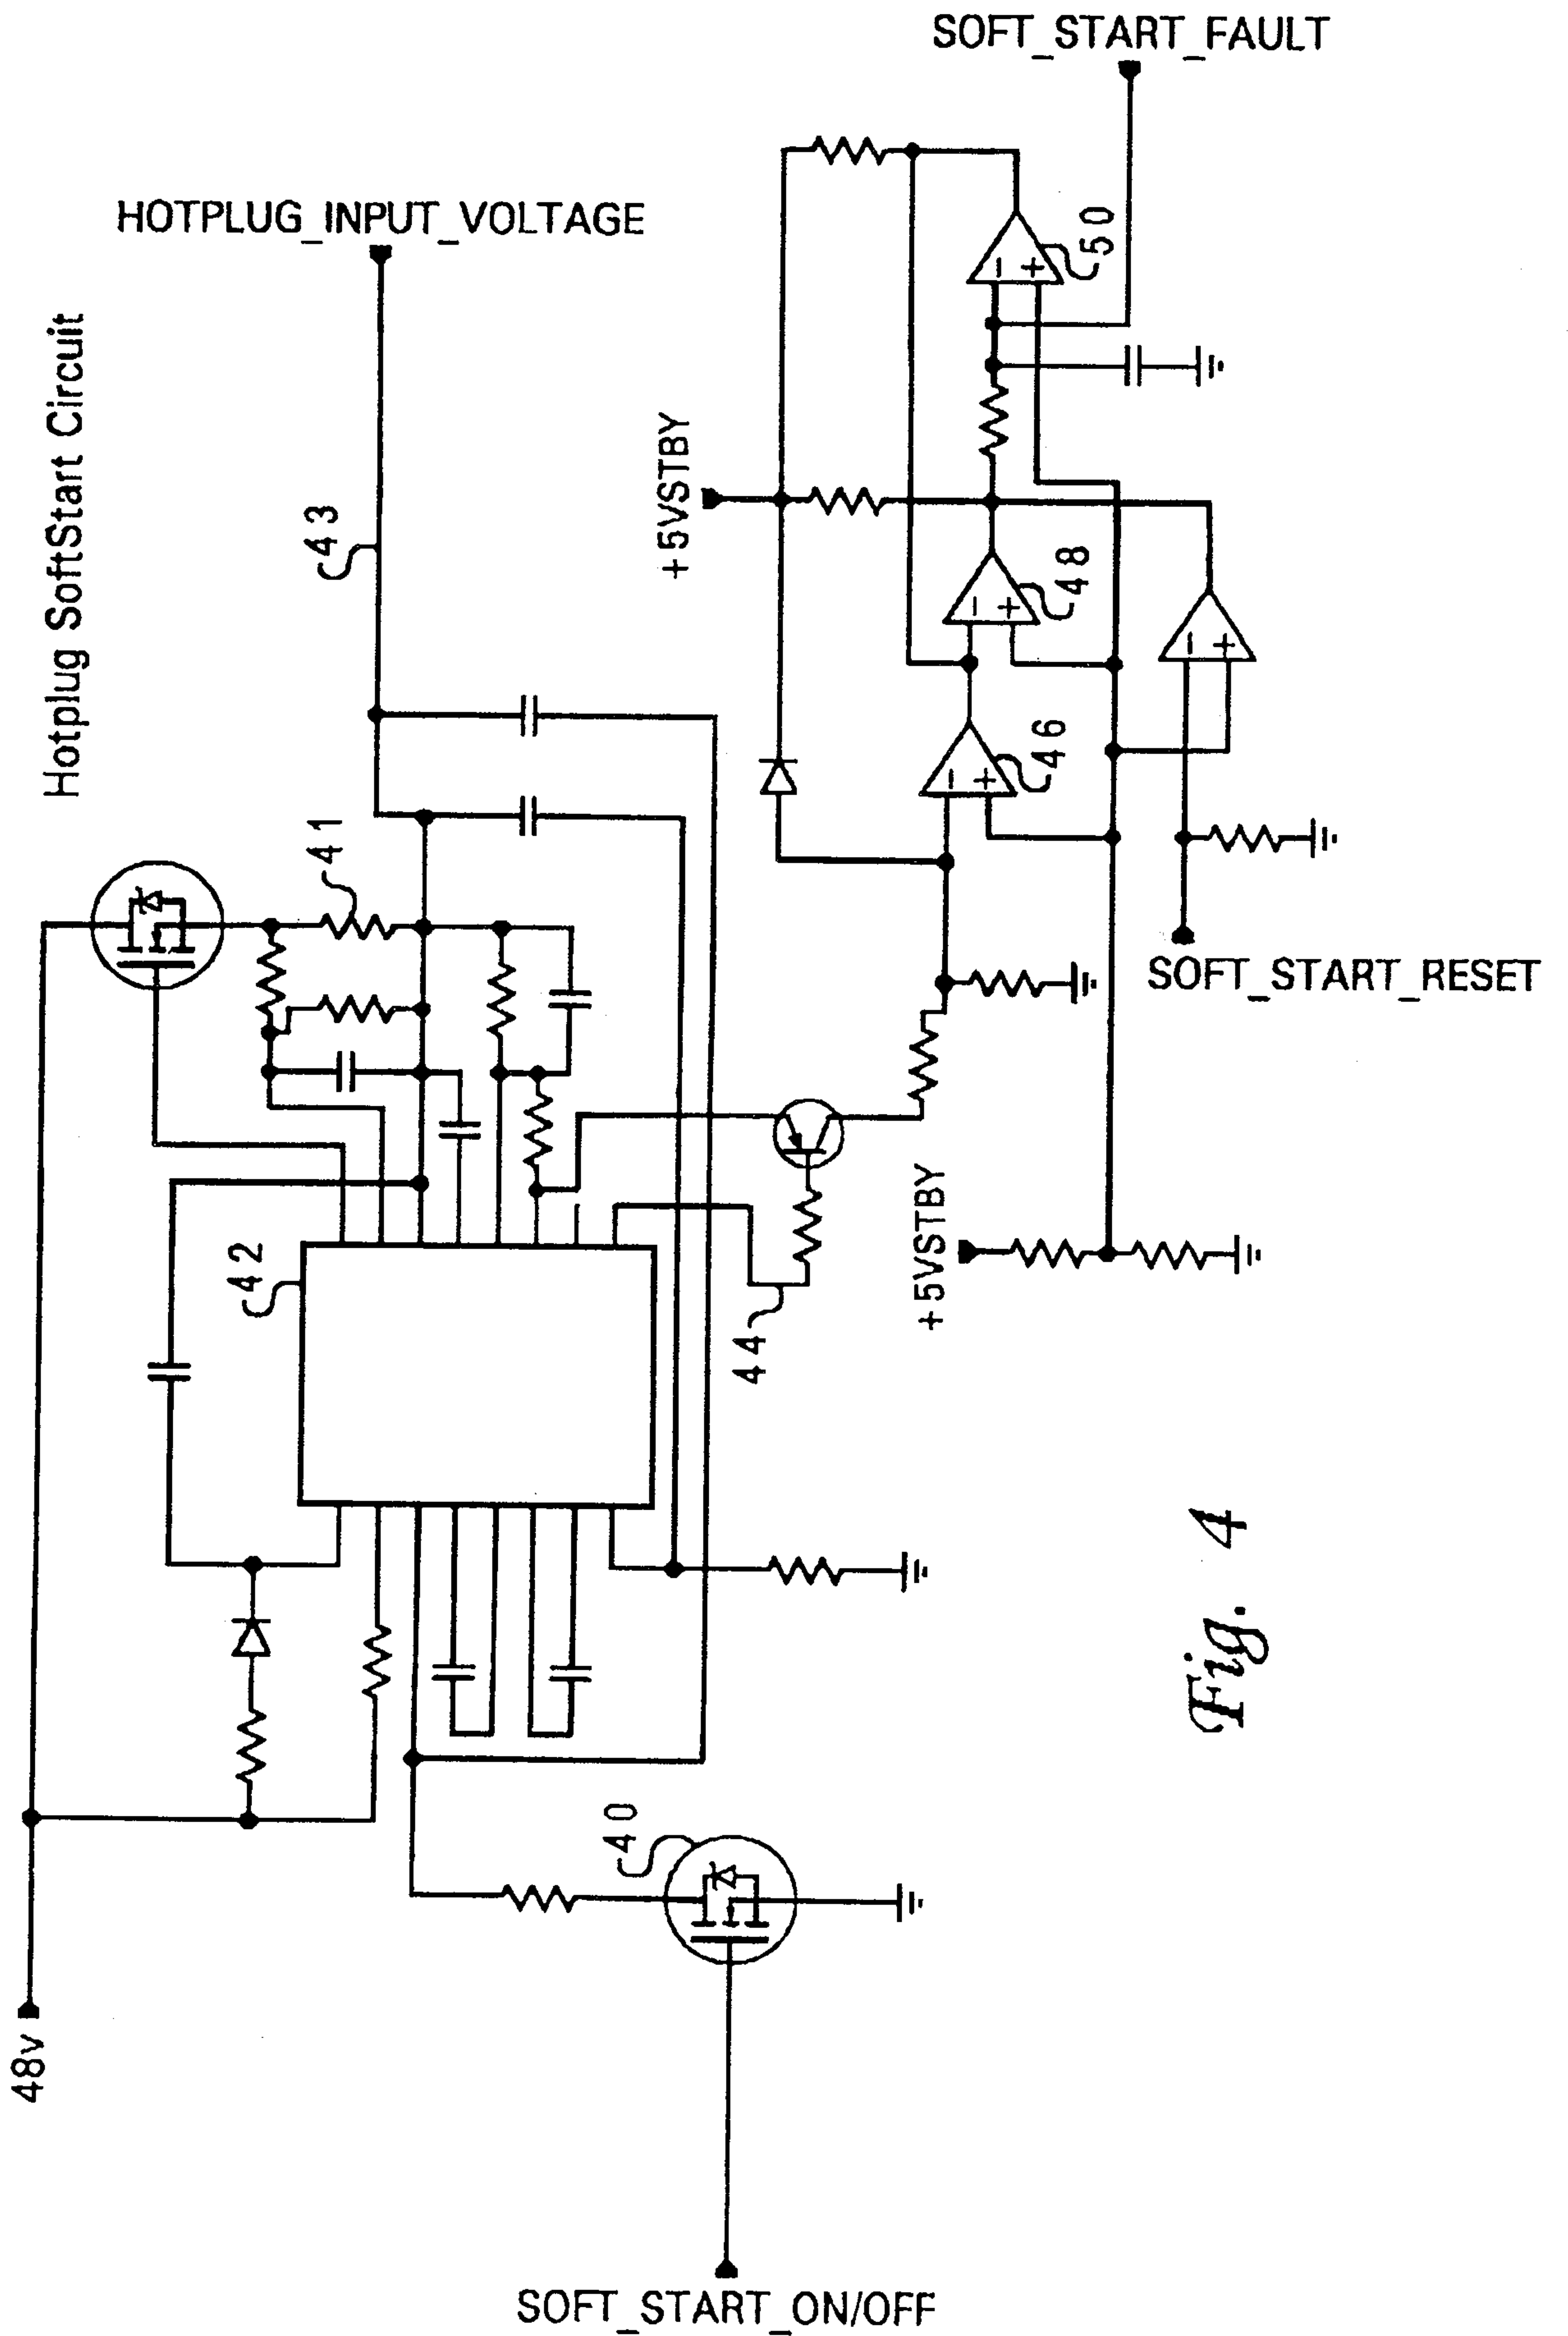 Hotplug SoftStart Circuit
48v
HOTPLUG_INPUT_VOLTAGE
43
41
42
44
40
SOFT_START_ON/OFF
+5VSTBY
+5VSTBY
46
48
50
SOFT_START_FAULT
SOFT_START_RESET
− +
− +
− +
− +
Fig. 4